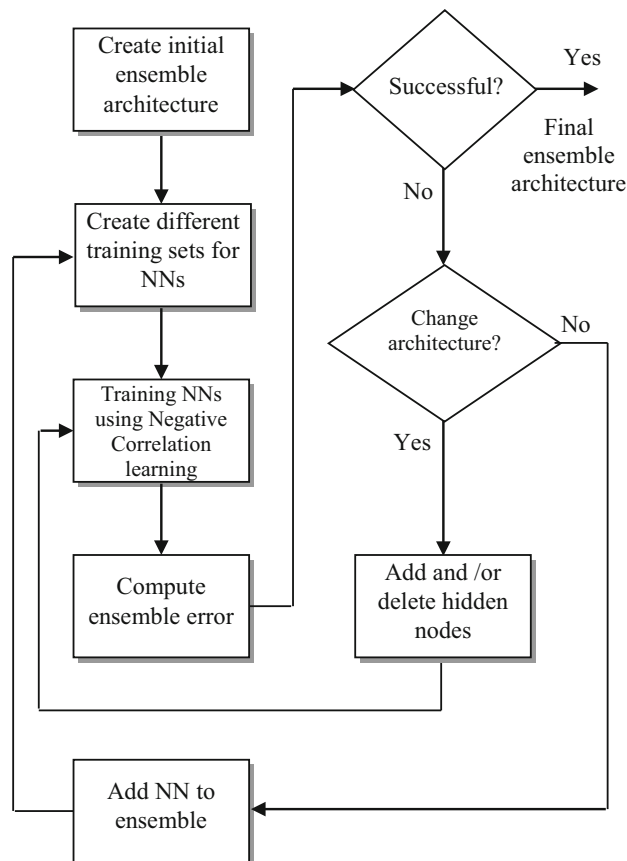 Create initial
ensemble
architecture
Create different
training sets for
NNs
Training NNs
using Negative
Correlation
learning
Compute
ensemble error
Add NN to
ensemble
Successful?
Yes
Final
ensemble
architecture
No
Change
architecture?
No
Yes
Add and /or
delete hidden
nodes